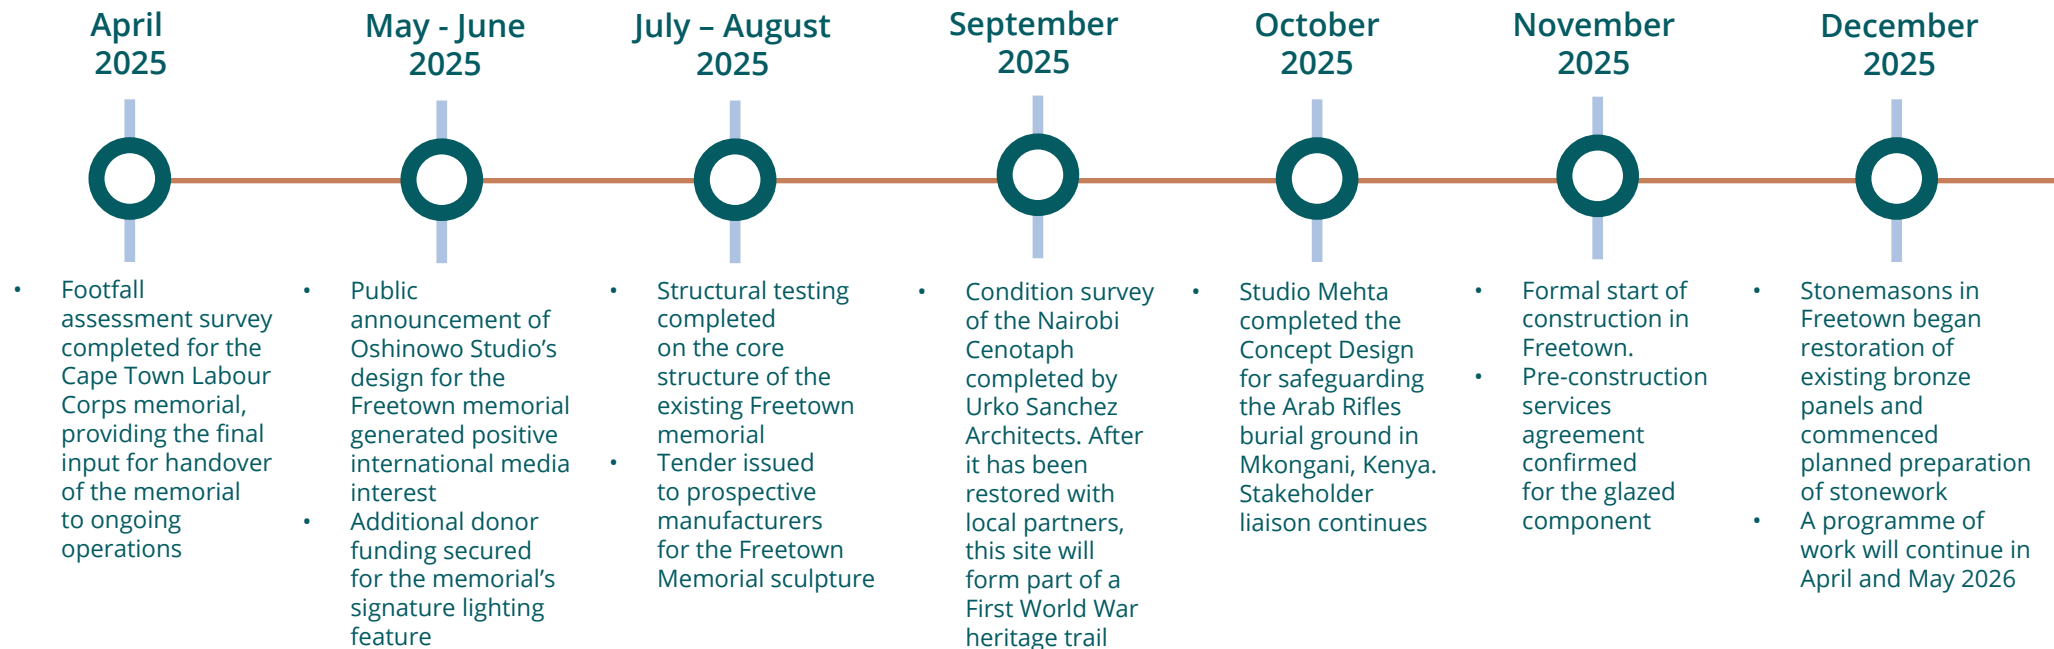 April
2025
• Footfall
assessment survey
completed for the
Cape Town Labour
Corps memorial,
providing the final
input for handover
of the memorial
to ongoing
operations
May - June
2025
• Public
announcement of
Oshinowo Studio’s
design for the
Freetown memorial
generated positive
international media
interest
• Additional donor
funding secured
for the memorial’s
signature lighting
feature
July – August
2025
• Structural testing
completed
on the core
structure of the
existing Freetown
memorial
• Tender issued
to prospective
manufacturers
for the Freetown
Memorial sculpture
September
2025
• Condition survey
of the Nairobi
Cenotaph
completed by
Urko Sanchez
Architects. After
it has been
restored with
local partners,
this site will
form part of a
First World War
heritage trail
October
2025
• Studio Mehta
completed the
Concept Design
for safeguarding
the Arab Rifles
burial ground in
Mkongani, Kenya.
Stakeholder
liaison continues
November
2025
• Formal start of
construction in
Freetown.
• Pre-construction
services
agreement
confirmed
for the glazed
component
December
2025
• Stonemasons in
Freetown began
restoration of
existing bronze
panels and
commenced
planned preparation
of stonework
• A programme of
work will continue in
April and May 2026